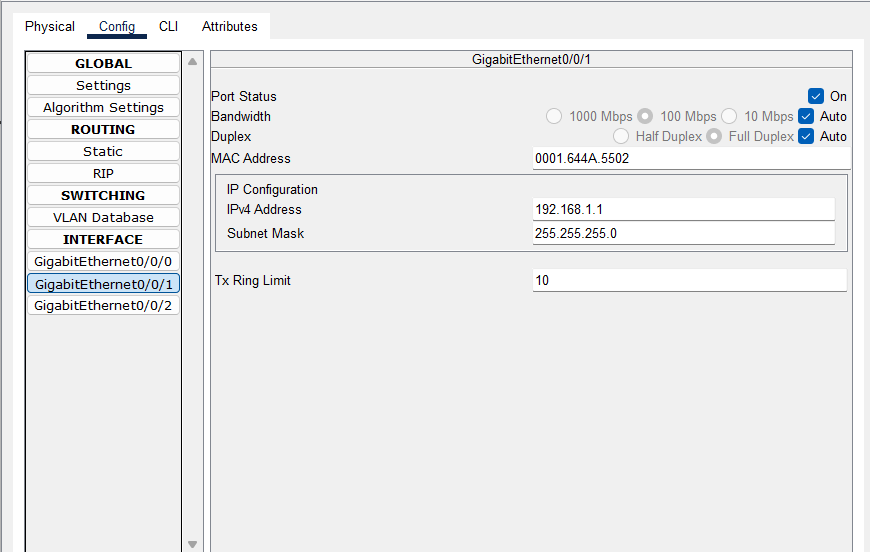 Physical Config CLI Attributes
GLOBAL
Settings
Algorithm Settings
ROUTING
Static
RIP
SWITCHING
VLAN Database
INTERFACE
GigabitEthernet0/0/0
GigabitEthernet0/0/1
GigabitEthernet0/0/2
GigabitEthernet0/0/1
Port Status On
Bandwidth 1000 Mbps 100 Mbps 10 Mbps Auto
Duplex Half Duplex Full Duplex Auto
MAC Address 0001.644A.5502
IP Configuration
IPv4 Address 192.168.1.1
Subnet Mask 255.255.255.0
Tx Ring Limit 10